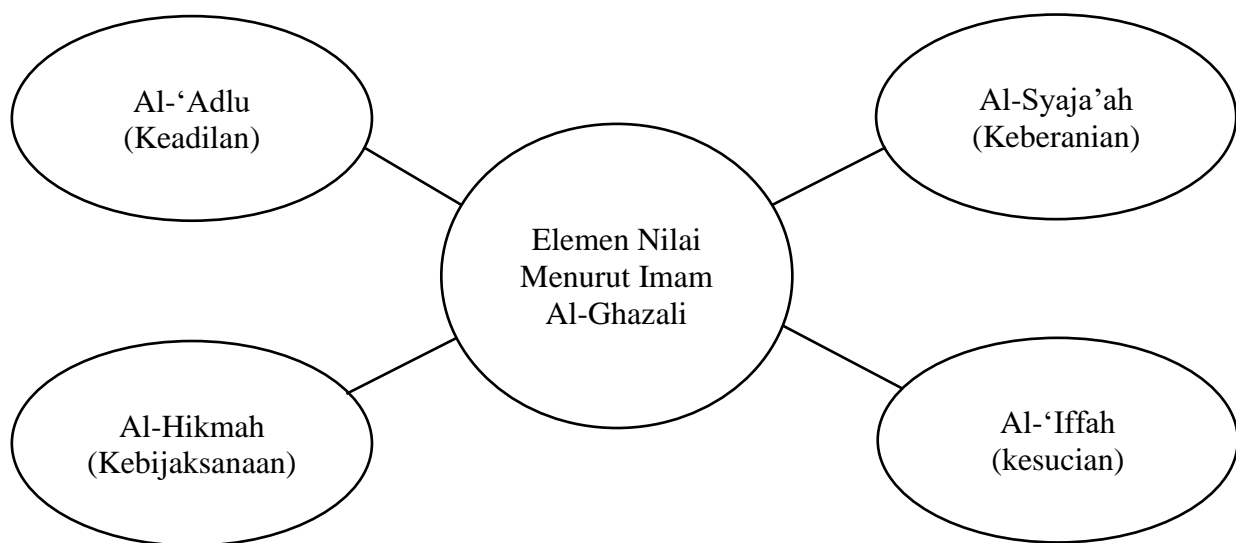 Al-‘Adlu
(Keadilan)
Al-Syaja’ah
(Keberanian)
Elemen Nilai
Menurut Imam
Al-Ghazali
Al-Hikmah
(Kebijaksanaan)
Al-‘Iffah
(kesucian)